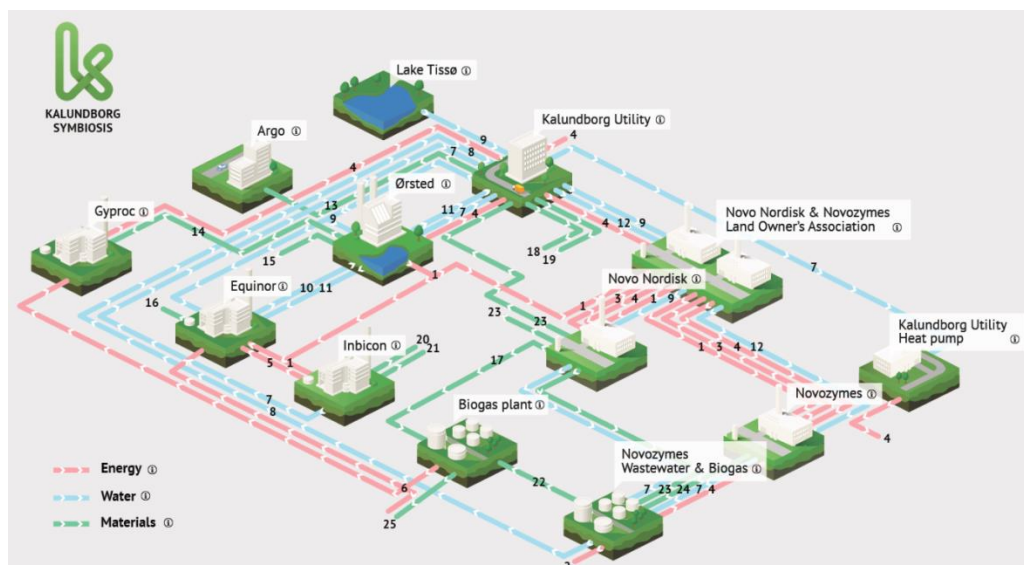 Lake Tissø
KALUNDBORG
SYMBIOSIS
Argo
Kalundborg Utility
4
9
7 8
4
Ørsted
Gyproc
13
9
11 7 4
14
4 12 9
Novo Nordisk & Novozymes
Land Owner's Association
18
19
15
1
7
Equinor
10 11
Novo Nordisk
1 3 4 1 9
16
23
23
Kalundborg Utility
Heat pump
5 1
Inbicon
20
21
17
1 3 4 12
7
8
Biogas plant
Novozymes
4
Energy
Water
Materials
6
25
22
Novozymes
Wastewater & Biogas
7 23 24 7 4